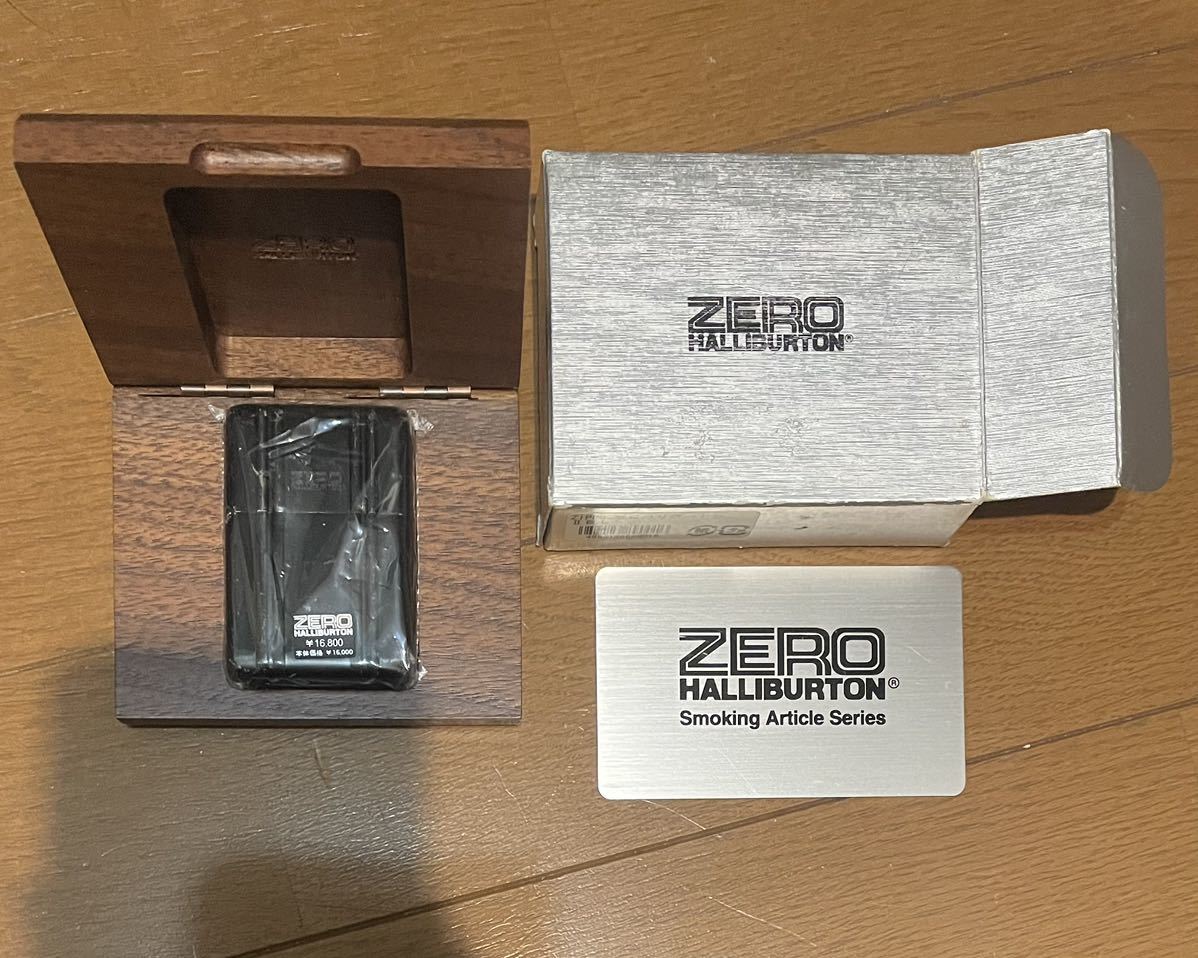 ZERO
HALLIBURTON
ZERO
ZERO
HALLIBURTON
¥16,800
本体価格 ¥16,000
ZERO
HALLIBURTON®
ZERO
HALLIBURTON®
Smoking Article Series